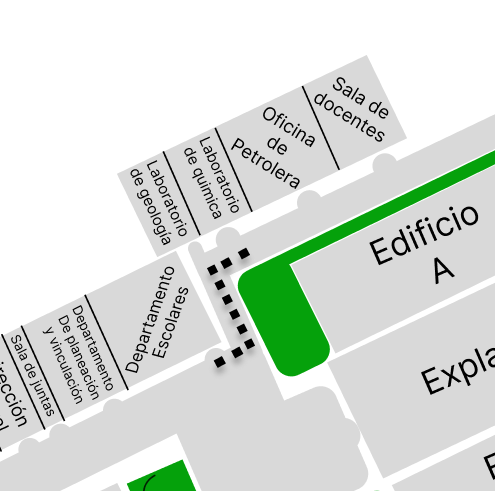 Sala de
docentes
Oficina
de
Petrolera
Laboratorio
de química
Laboratorio
de geología
Edificio
A
Departamento
Escolares
Departamento
De planeación
y vinculación
Sala de juntas
Expla